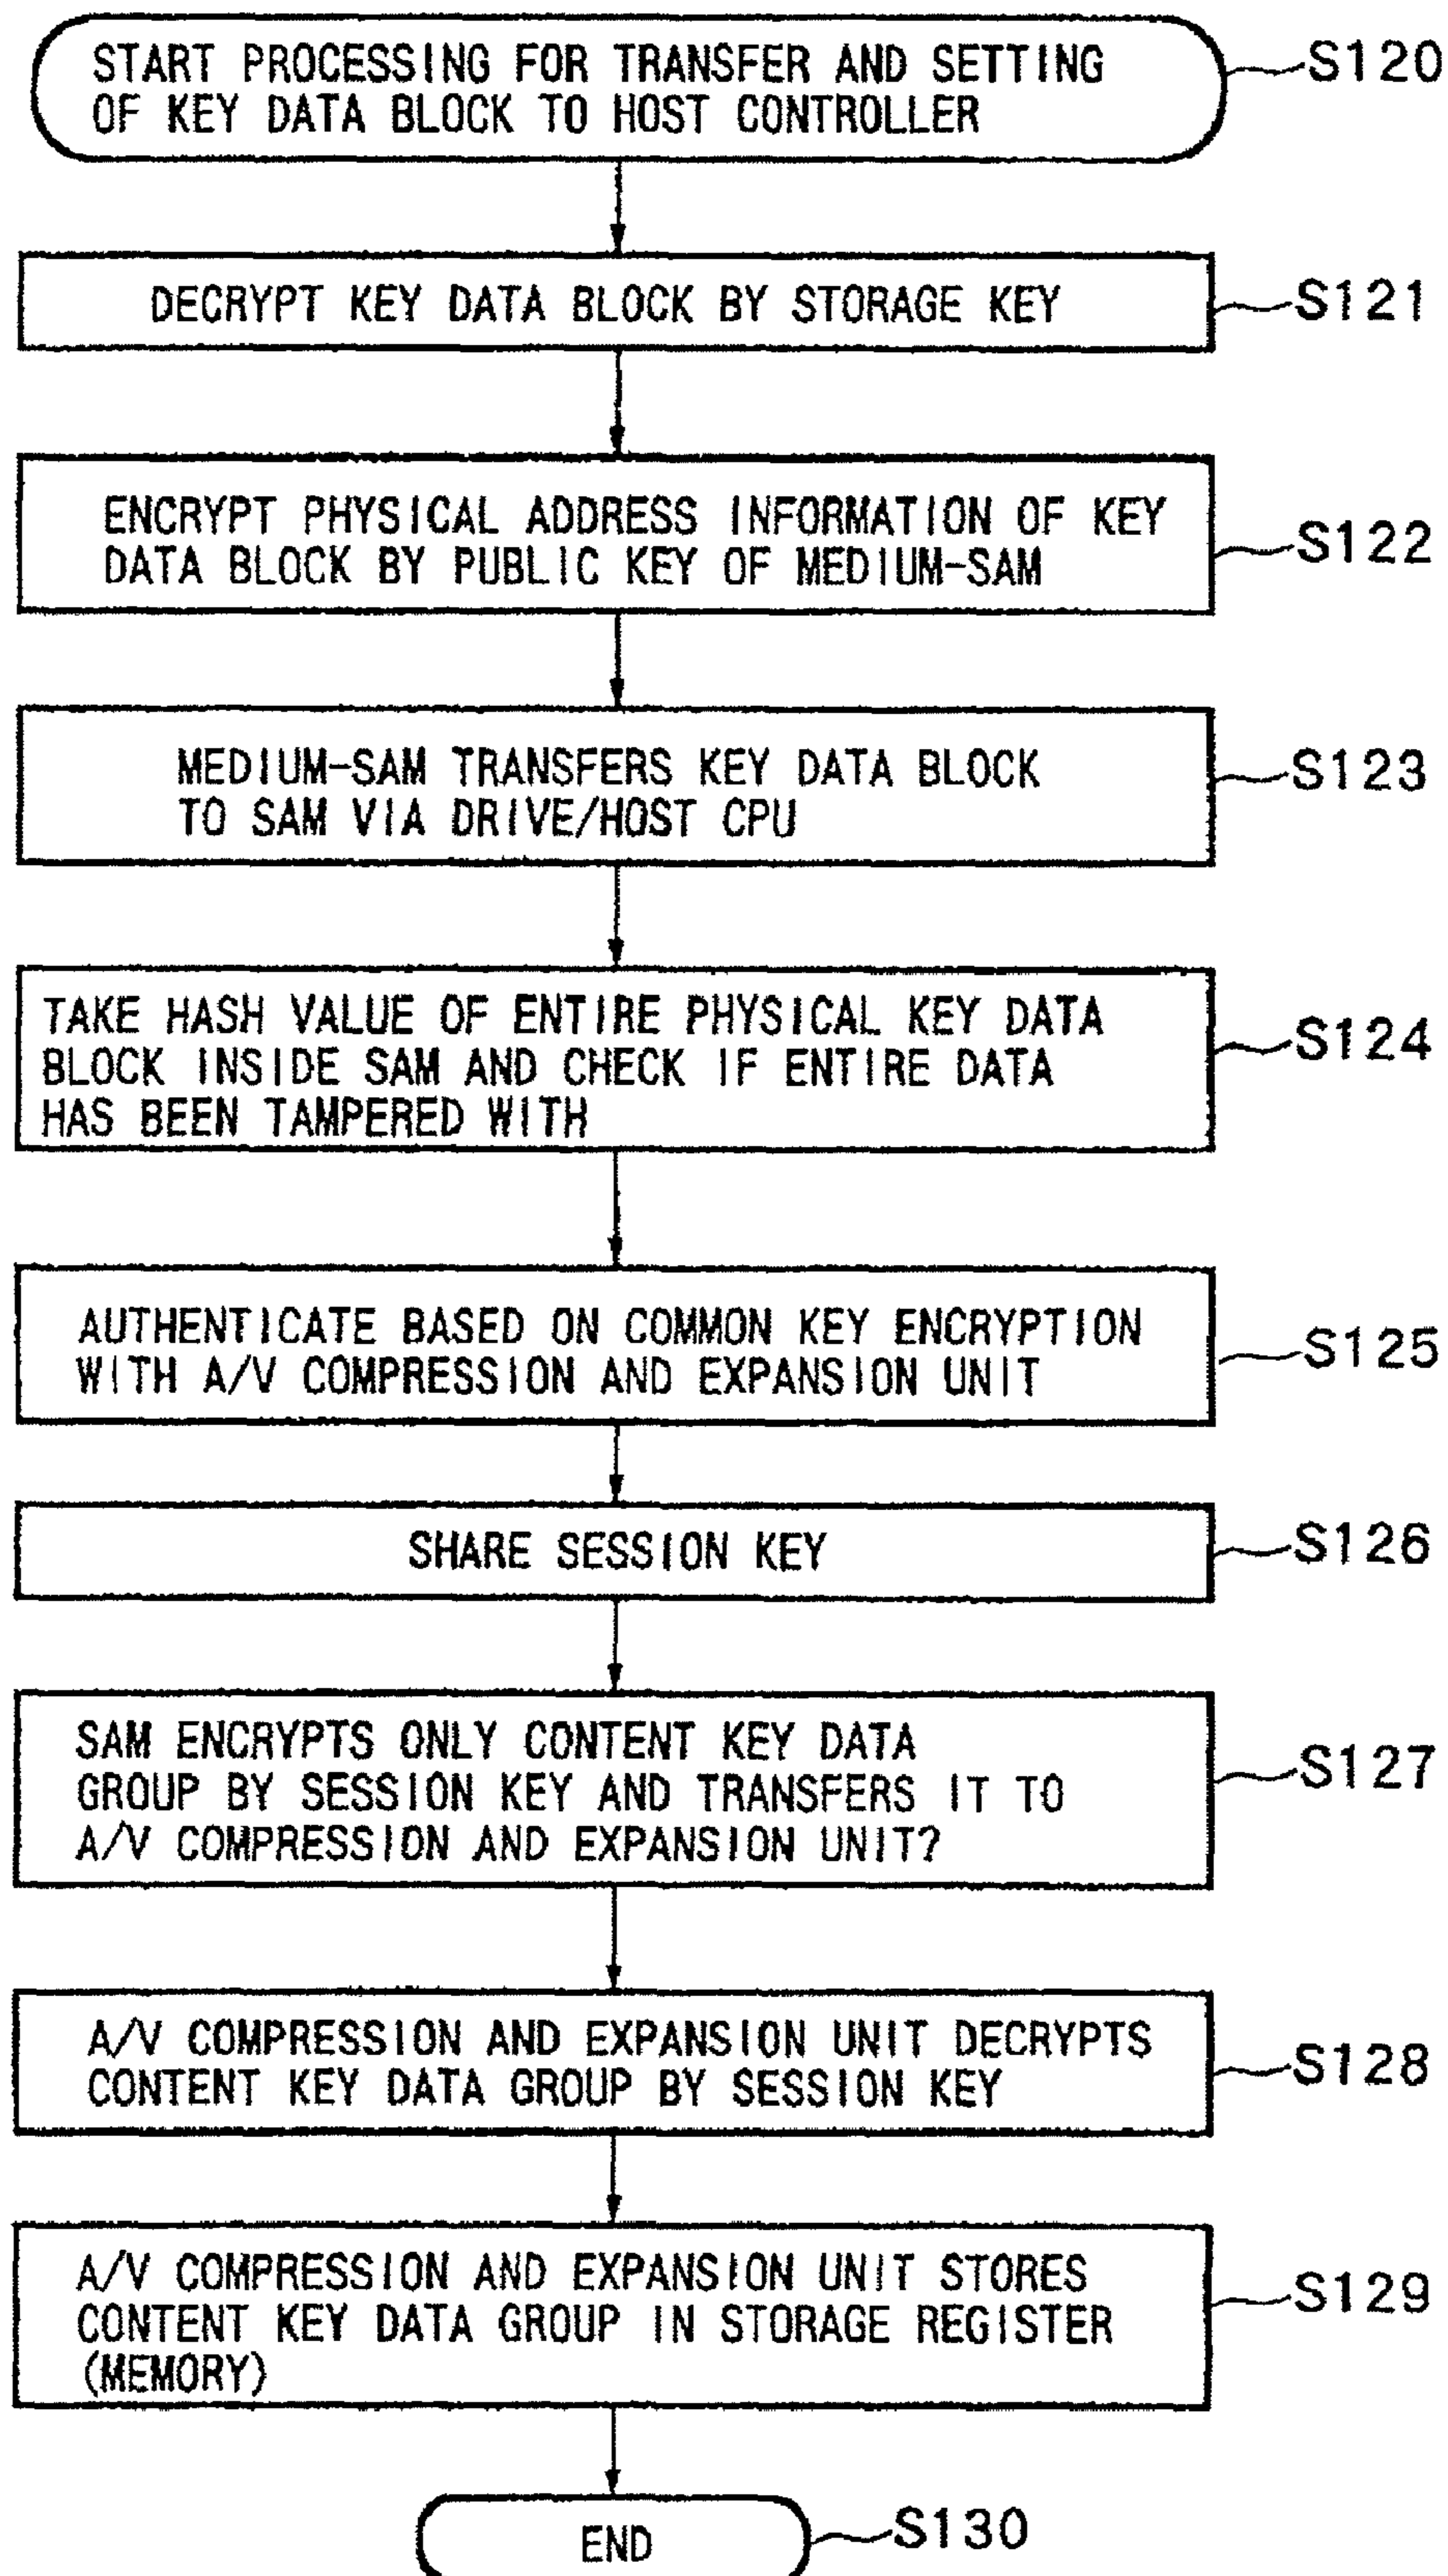 START PROCESSING FOR TRANSFER AND SETTING
OF KEY DATA BLOCK TO HOST CONTROLLER
S120
DECRYPT KEY DATA BLOCK BY STORAGE KEY
S121
ENCRYPT PHYSICAL ADDRESS INFORMATION OF KEY
DATA BLOCK BY PUBLIC KEY OF MEDIUM-SAM
S122
MEDIUM-SAM TRANSFERS KEY DATA BLOCK
TO SAM VIA DRIVE/HOST CPU
S123
TAKE HASH VALUE OF ENTIRE PHYSICAL KEY DATA
BLOCK INSIDE SAM AND CHECK IF ENTIRE DATA
HAS BEEN TAMPERED WITH
S124
AUTHENTICATE BASED ON COMMON KEY ENCRYPTION
WITH A/V COMPRESSION AND EXPANSION UNIT
S125
SHARE SESSION KEY
S126
SAM ENCRYPTS ONLY CONTENT KEY DATA
GROUP BY SESSION KEY AND TRANSFERS IT TO
A/V COMPRESSION AND EXPANSION UNIT?
S127
A/V COMPRESSION AND EXPANSION UNIT DECRYPTS
CONTENT KEY DATA GROUP BY SESSION KEY
S128
A/V COMPRESSION AND EXPANSION UNIT STORES
CONTENT KEY DATA GROUP IN STORAGE REGISTER
(MEMORY)
S129
END
S130